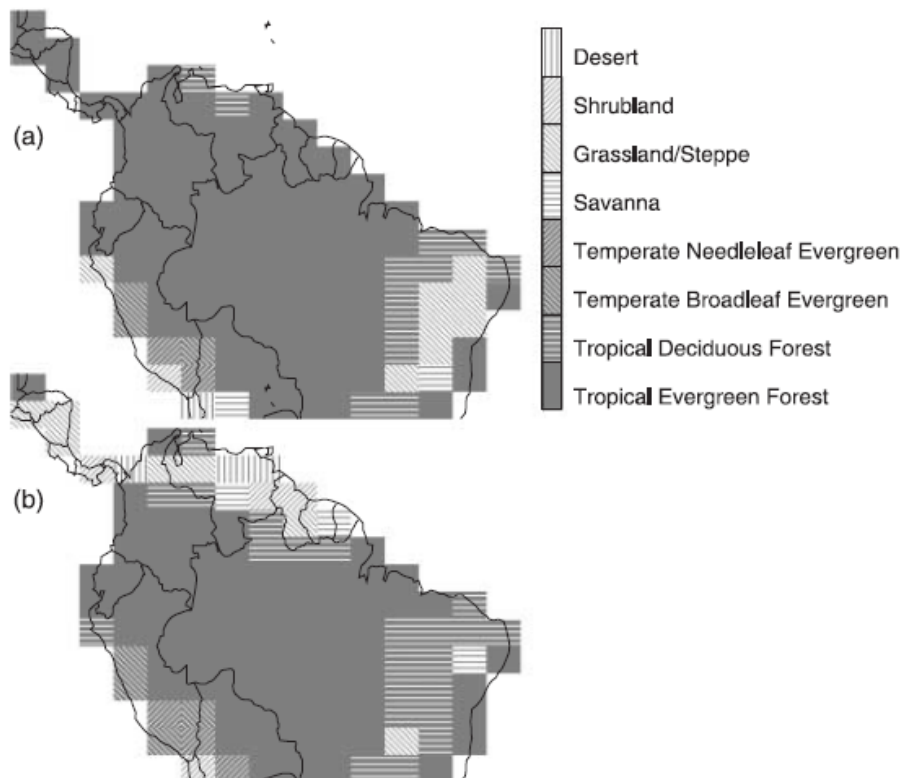 (a)
Desert
Shrubland
Grassland/Steppe
Savanna
Temperate Needleleaf Evergreen
Temperate Broadleaf Evergreen
Tropical Deciduous Forest
Tropical Evergreen Forest
(b)